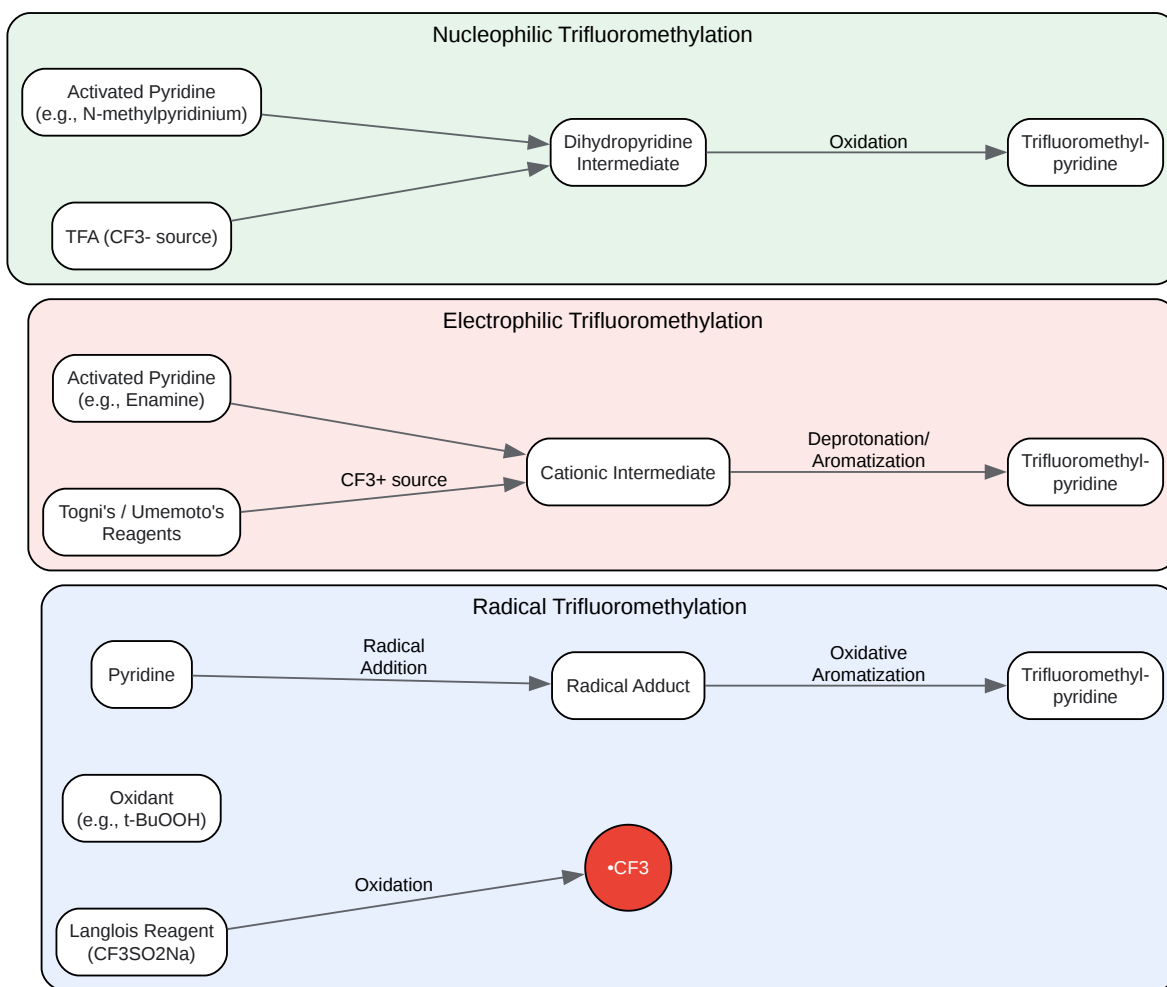 Nucleophilic Trifluoromethylation
Activated Pyridine
(e.g., N-methylpyridinium)
TFA (CF3- source)
Dihydropyridine
Intermediate
Oxidation
Trifluoromethyl-
pyridine
Electrophilic Trifluoromethylation
Activated Pyridine
(e.g., Enamine)
Togni's / Umemoto's
Reagents
CF3+ source
Cationic Intermediate
Deprotonation/
Aromatization
Trifluoromethyl-
pyridine
Radical Trifluoromethylation
Pyridine
Radical
Addition
Radical Adduct
Oxidative
Aromatization
Trifluoromethyl-
pyridine
Oxidant
(e.g., t-BuOOH)
Langlois Reagent
(CF3SO2Na)
Oxidation
•CF3